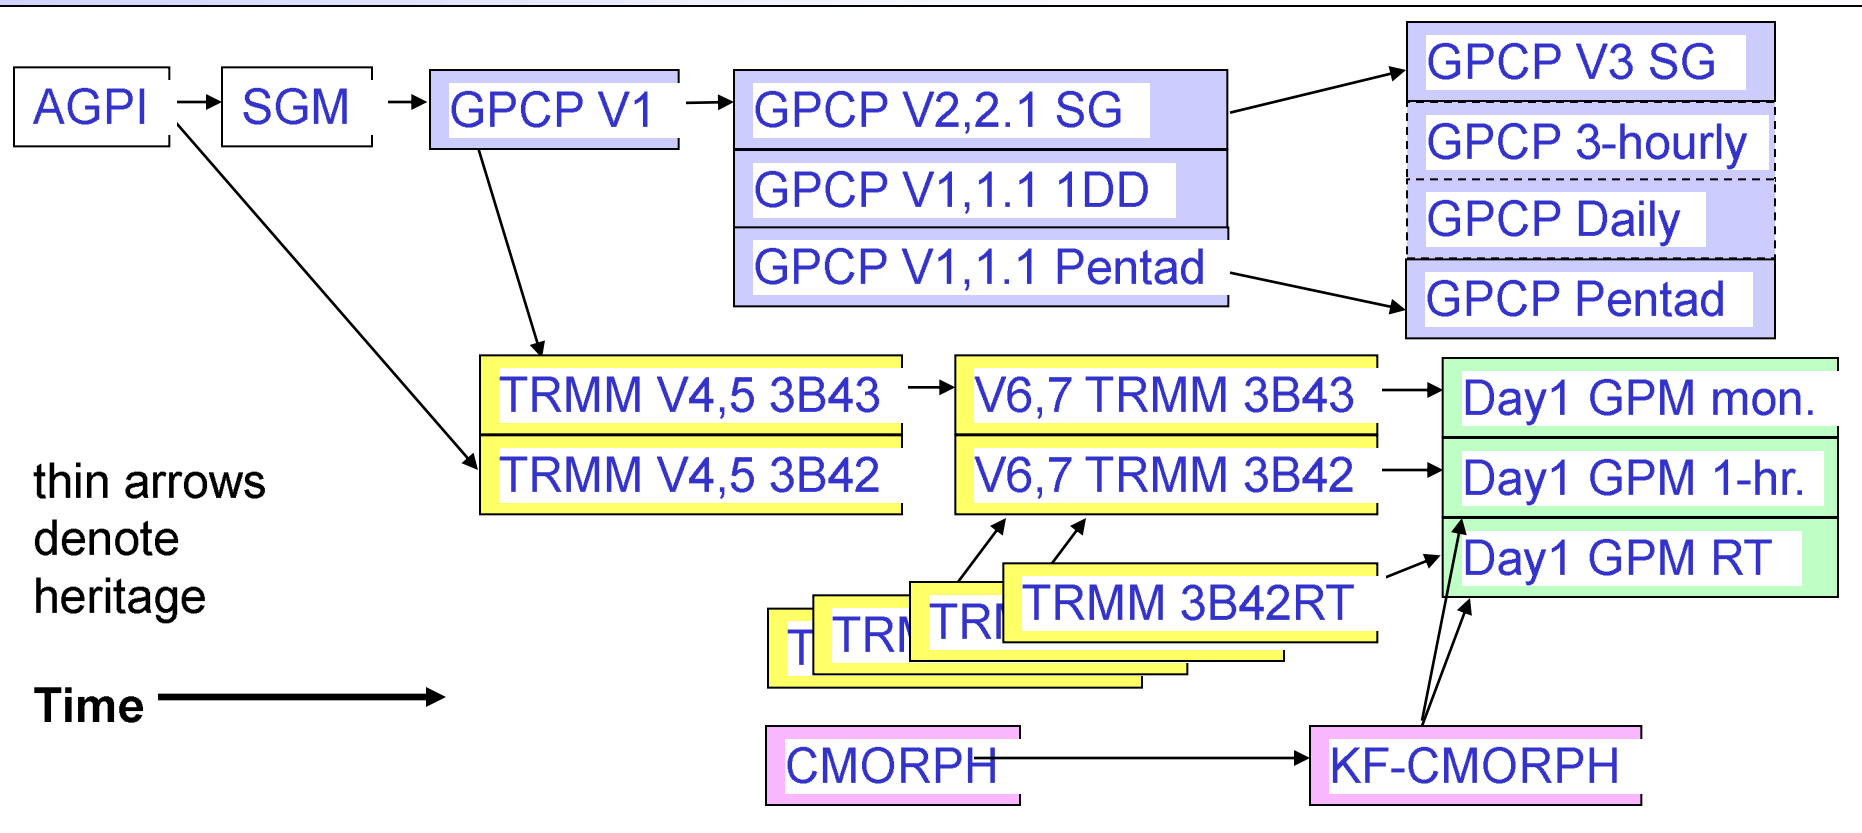 AGPI
SGM
GPCP V1
GPCP V2,2.1 SG
GPCP V1,1.1 1DD
GPCP V1,1.1 Pentad
GPCP V3 SG
GPCP 3-hourly
GPCP Daily
GPCP Pentad
TRMM V4,5 3B43
TRMM V4,5 3B42
V6,7 TRMM 3B43
V6,7 TRMM 3B42
Day1 GPM mon.
Day1 GPM 1-hr.
Day1 GPM RT
thin arrows
denote
heritage
TRMM 3B42RT
Time
CMORPH
KF-CMORPH